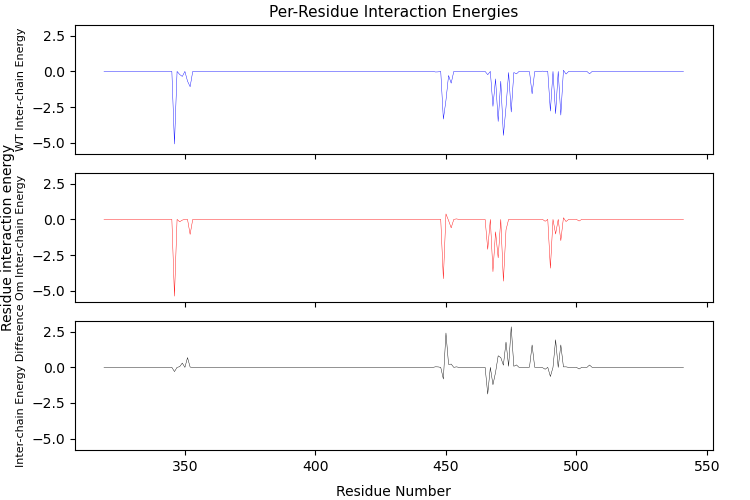 Per-Residue Interaction Energies
WT Inter-chain Energy
2.5
0.0
−2.5
−5.0
Residue interaction energy
Om Inter-chain Energy
2.5
0.0
−2.5
−5.0
Inter-chain Energy Difference
2.5
0.0
−2.5
−5.0
350
400
450
500
550
Residue Number